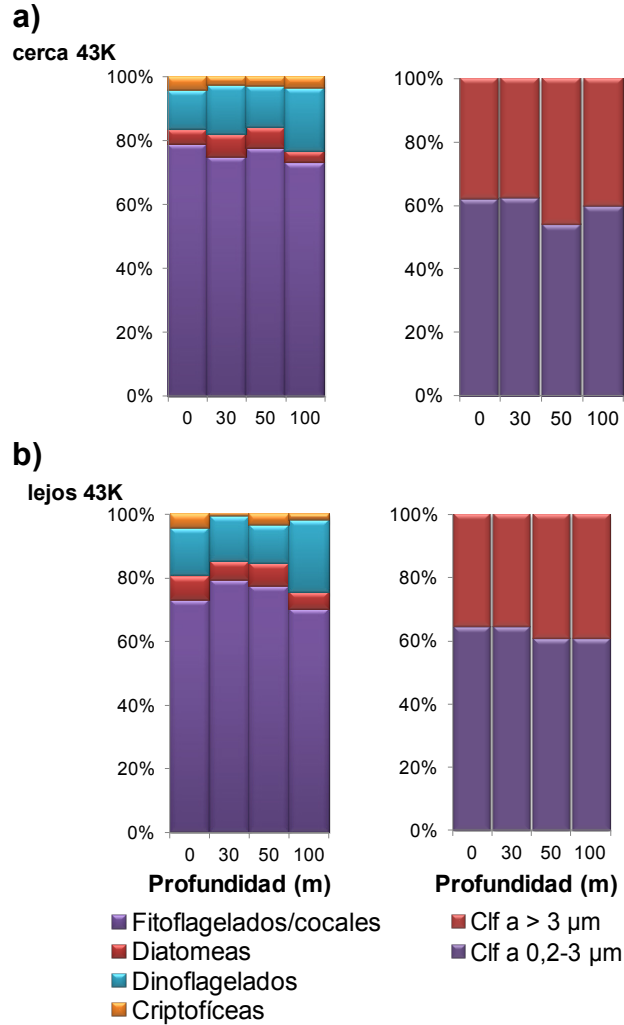 a)
cerca 43K
100%
80%
60%
40%
20%
0%
0 30 50 100
100%
80%
60%
40%
20%
0%
0 30 50 100
b)
lejos 43K
100%
80%
60%
40%
20%
0%
0 30 50 100
Profundidad (m)
100%
80%
60%
40%
20%
0%
0 30 50 100
Profundidad (m)
Fitoflagelados/cocales
Diatomeas
Dinoflagelados
Criptofíceas
Clf a > 3 µm
Clf a 0,2-3 µm